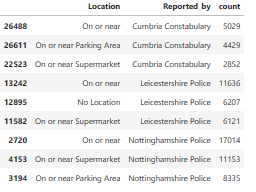 Location Reported_by count
26488 On or near Cumbria Constabulary 5029
26611 On or near Parking Area Cumbria Constabulary 4429
22523 On or near Supermarket Cumbria Constabulary 2852
13242 On or near Leicestershire Police 11636
12895 No Location Leicestershire Police 6207
11582 On or near Supermarket Leicestershire Police 6121
2720 On or near Nottinghamshire Police 17014
4153 On or near Supermarket Nottinghamshire Police 11153
3194 On or near Parking Area Nottinghamshire Police 8335